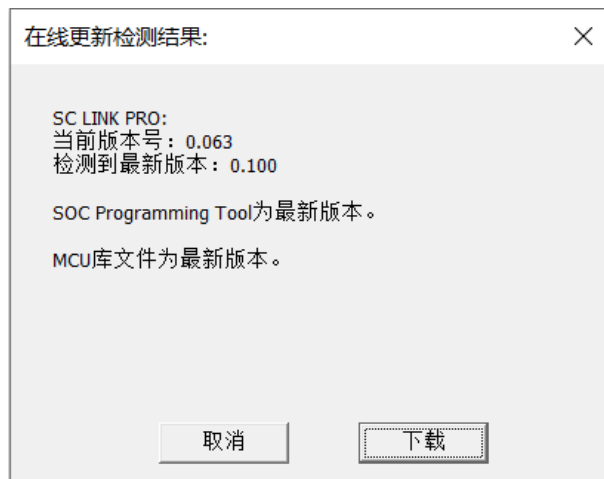 在线更新检测结果:
SC LINK PRO:
当前版本号：0.063
检测到最新版本：0.100
SOC Programming Tool为最新版本。
MCU库文件为最新版本。
取消
下载